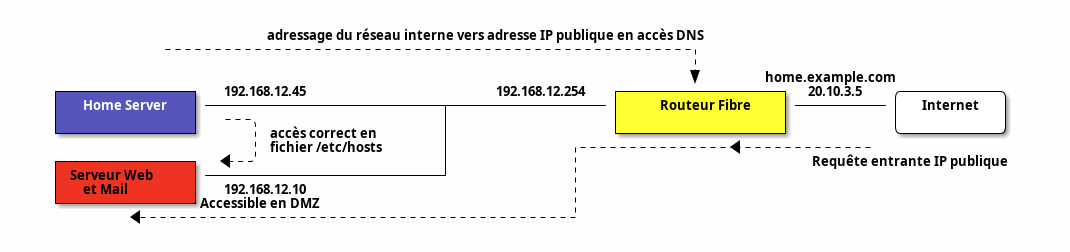 adressage du réseau interne vers adresse IP publique en accès DNS
home.example.com
192.168.12.45
192.168.12.254
20.10.3.5
Home Server
Routeur Fibre
Internet
accès correct en
fichier /etc/hosts
Requête entrante IP publique
Serveur Web
et Mail
192.168.12.10
Accessible en DMZ